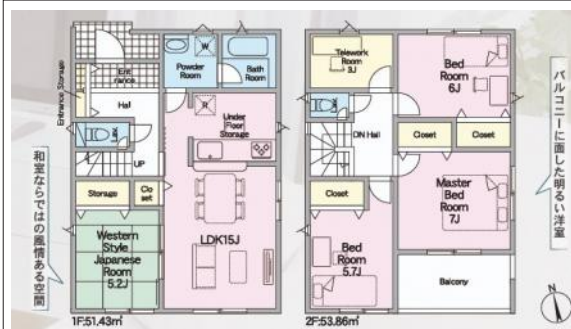 Entrance Storage
Ent
rance
Hall
Powder
Room
W
Bath
Room
R
Under
Floor
Storage
UP
Storage
Clo
set
Western
Style
Japanese
Room
5.2J
LDK15J
和室ならではの風情ある空間
1F:51.43㎡
Telework
Room
3J
Bed
Room
6J
DN Hall
Closet
Closet
Closet
Master
Bed
Room
7J
Bed
Room
5.7J
Balcony
バルコニーに面した明るい洋室
2F:53.86㎡
N